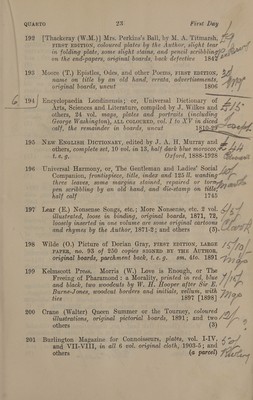 QUARTO 23 First Day
192 [Thackeray (W.M.)] Mrs. Perkins's Ball, by M. A. Titmarsh,
FIRST EDITION, coloured plates by the Author, slight tear
in folding plate, some slight stains, and pencil scribbling
on the end-papers, original boards, back defective 1847
193 Moore (T.) Epistles, Odes, and other Poems, FIRST EDITION,
name on title by an old hand, errata, advertisements,
original boards, uncut 1806
194 Encyclopaedia Londinensis; or, Universal Dictionary of
Arts, Sciences and Literature, compiled by J. Wilkes and
others, 24 vol. maps, plates and portraits (including
George Washington), ALL COLOURED, vol. I to XV in diced
calf, the remainder in boards, uncut 1810-29
195 NEW ENGLISH DICTIONARY, edited by J. A. H. Murray and
others, complete set, 10 vol. in 13, half dark blue morocco,
t. e. g. Oxford, 1888-1928
196 Universal Harmony, or, The Gentleman and Ladies' Social
Companion, frontispiece, title, index and 125 ll. wanting
three leaves, some margins stained, repaired or torn,
pen scribbling by an old hand, and die-stamp on title,
half calf 1745
197 Lear (E.) Nonsense Songs, etc.; More Nonsense, etc. 2 vol.
illustrated, loose in binding, original boards, 1871, 72,
loosely inserted in one volume are some original cartoons
and rhymes by the Author, 1871-2; and others (3)
198 Wilde (O.) Picture of Dorian Gray, FIRST EDITION, LARGE
PAPER, no. 93 of 250 copies SIGNED BY THE AUTHOR,
original boards, parchment back, t. e. g. sm. 4to. 1891
199 Kelmscott Press. Morris (W.) Love is Enough, or The
Freeing of Pharamond: a Morality, printed in red, blue
and black, two woodcuts by W. H. Hooper after Sir E.
Burne-Jones, woodcut borders and initials, vellum, with
ties 1897 [1898]
200 Crane (Walter) Queen Summer or the Tourney, coloured
illustrations, original pictorial boards, 1891; and two
others (3)
201 Burlington Magazine for Connoisseurs, plates, vol. I-IV,
and VII-VIII, in all 6 vol. original cloth, 1903-5; and
others (a parcel)